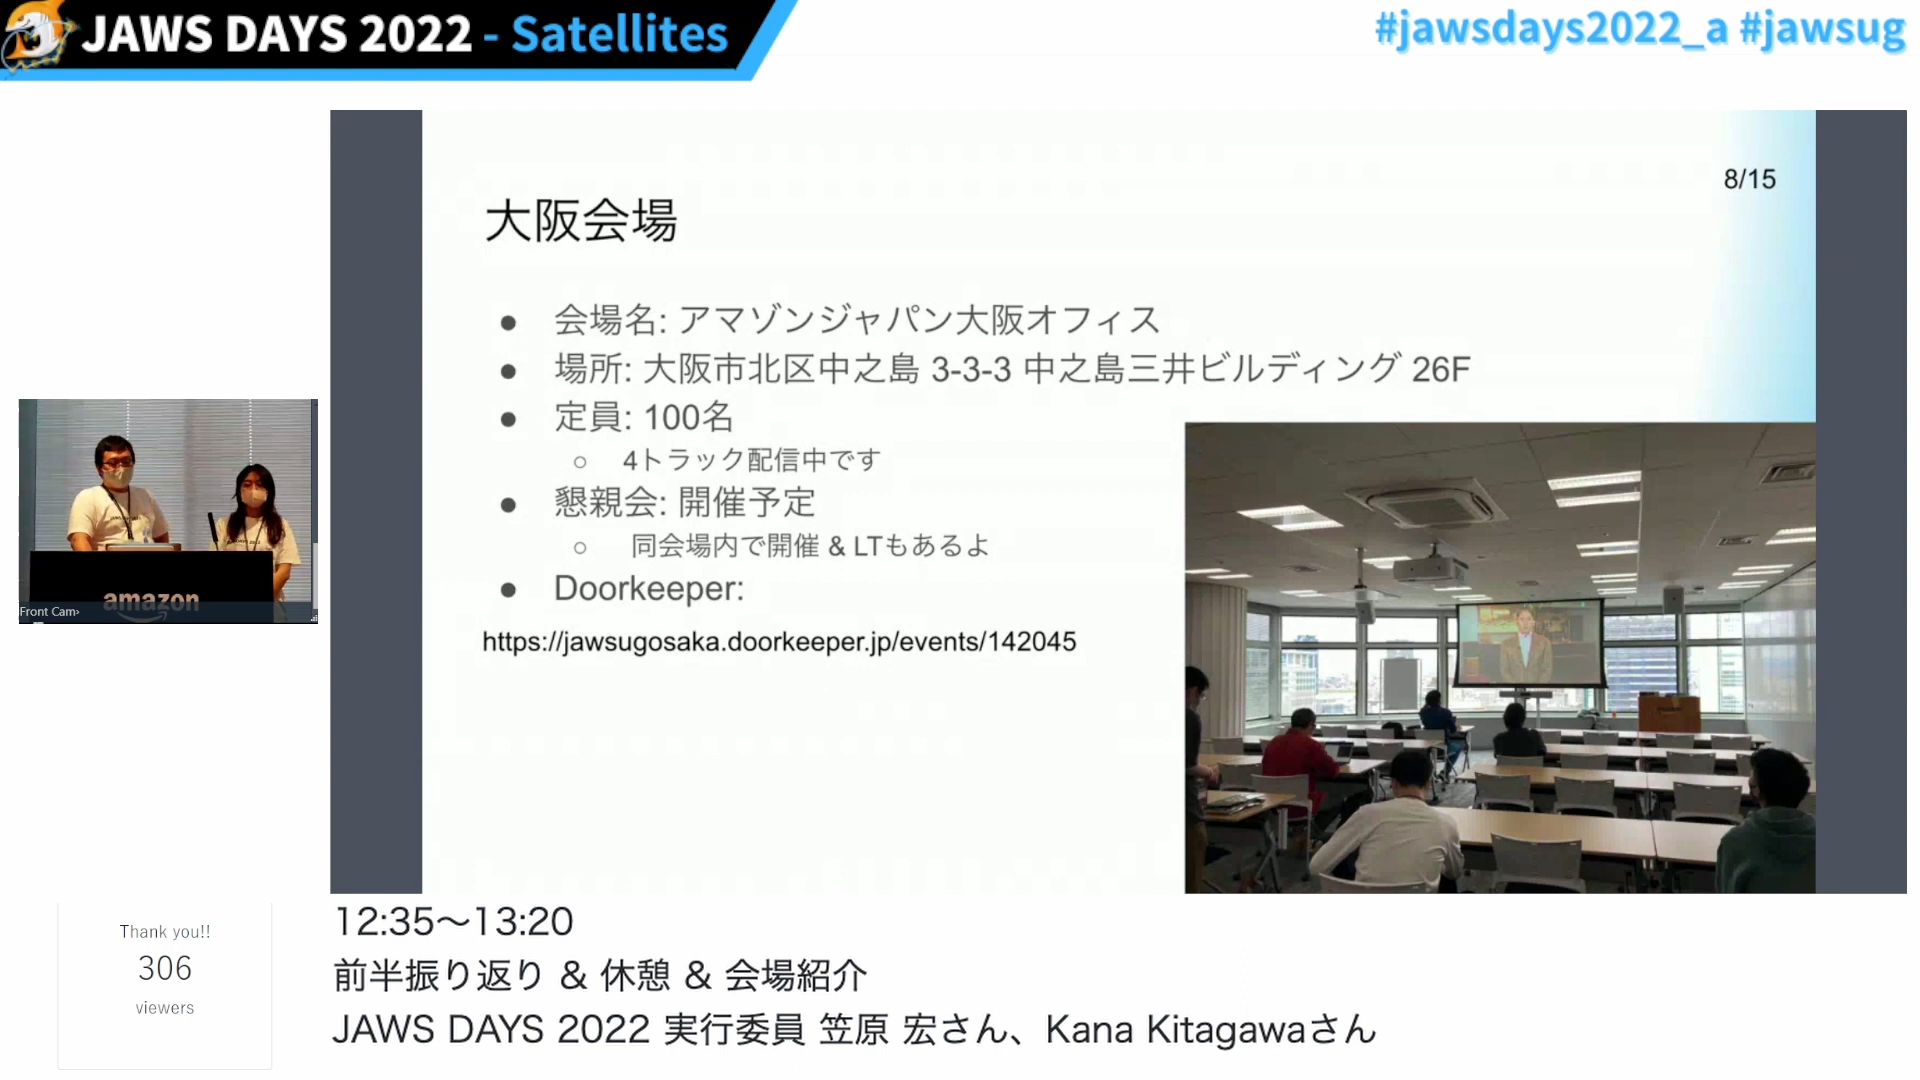 JAWS DAYS 2022 - Satellites
#jawsdays2022_a #jawsug
8/15
大阪会場
● 会場名: アマゾンジャパン大阪オフィス
● 場所: 大阪市北区中之島 3-3-3 中之島三井ビルディング 26F
● 定員: 100名
○ 4トラック配信中です
● 懇親会: 開催予定
○ 同会場内で開催 & LTもあるよ
● Doorkeeper:
https://jawsugosaka.doorkeeper.jp/events/142045
amazon
Front Cam
Thank you!!
306
viewers
12:35〜13:20
前半振り返り & 休憩 & 会場紹介
JAWS DAYS 2022 実行委員 笠原 宏さん、Kana Kitagawaさん